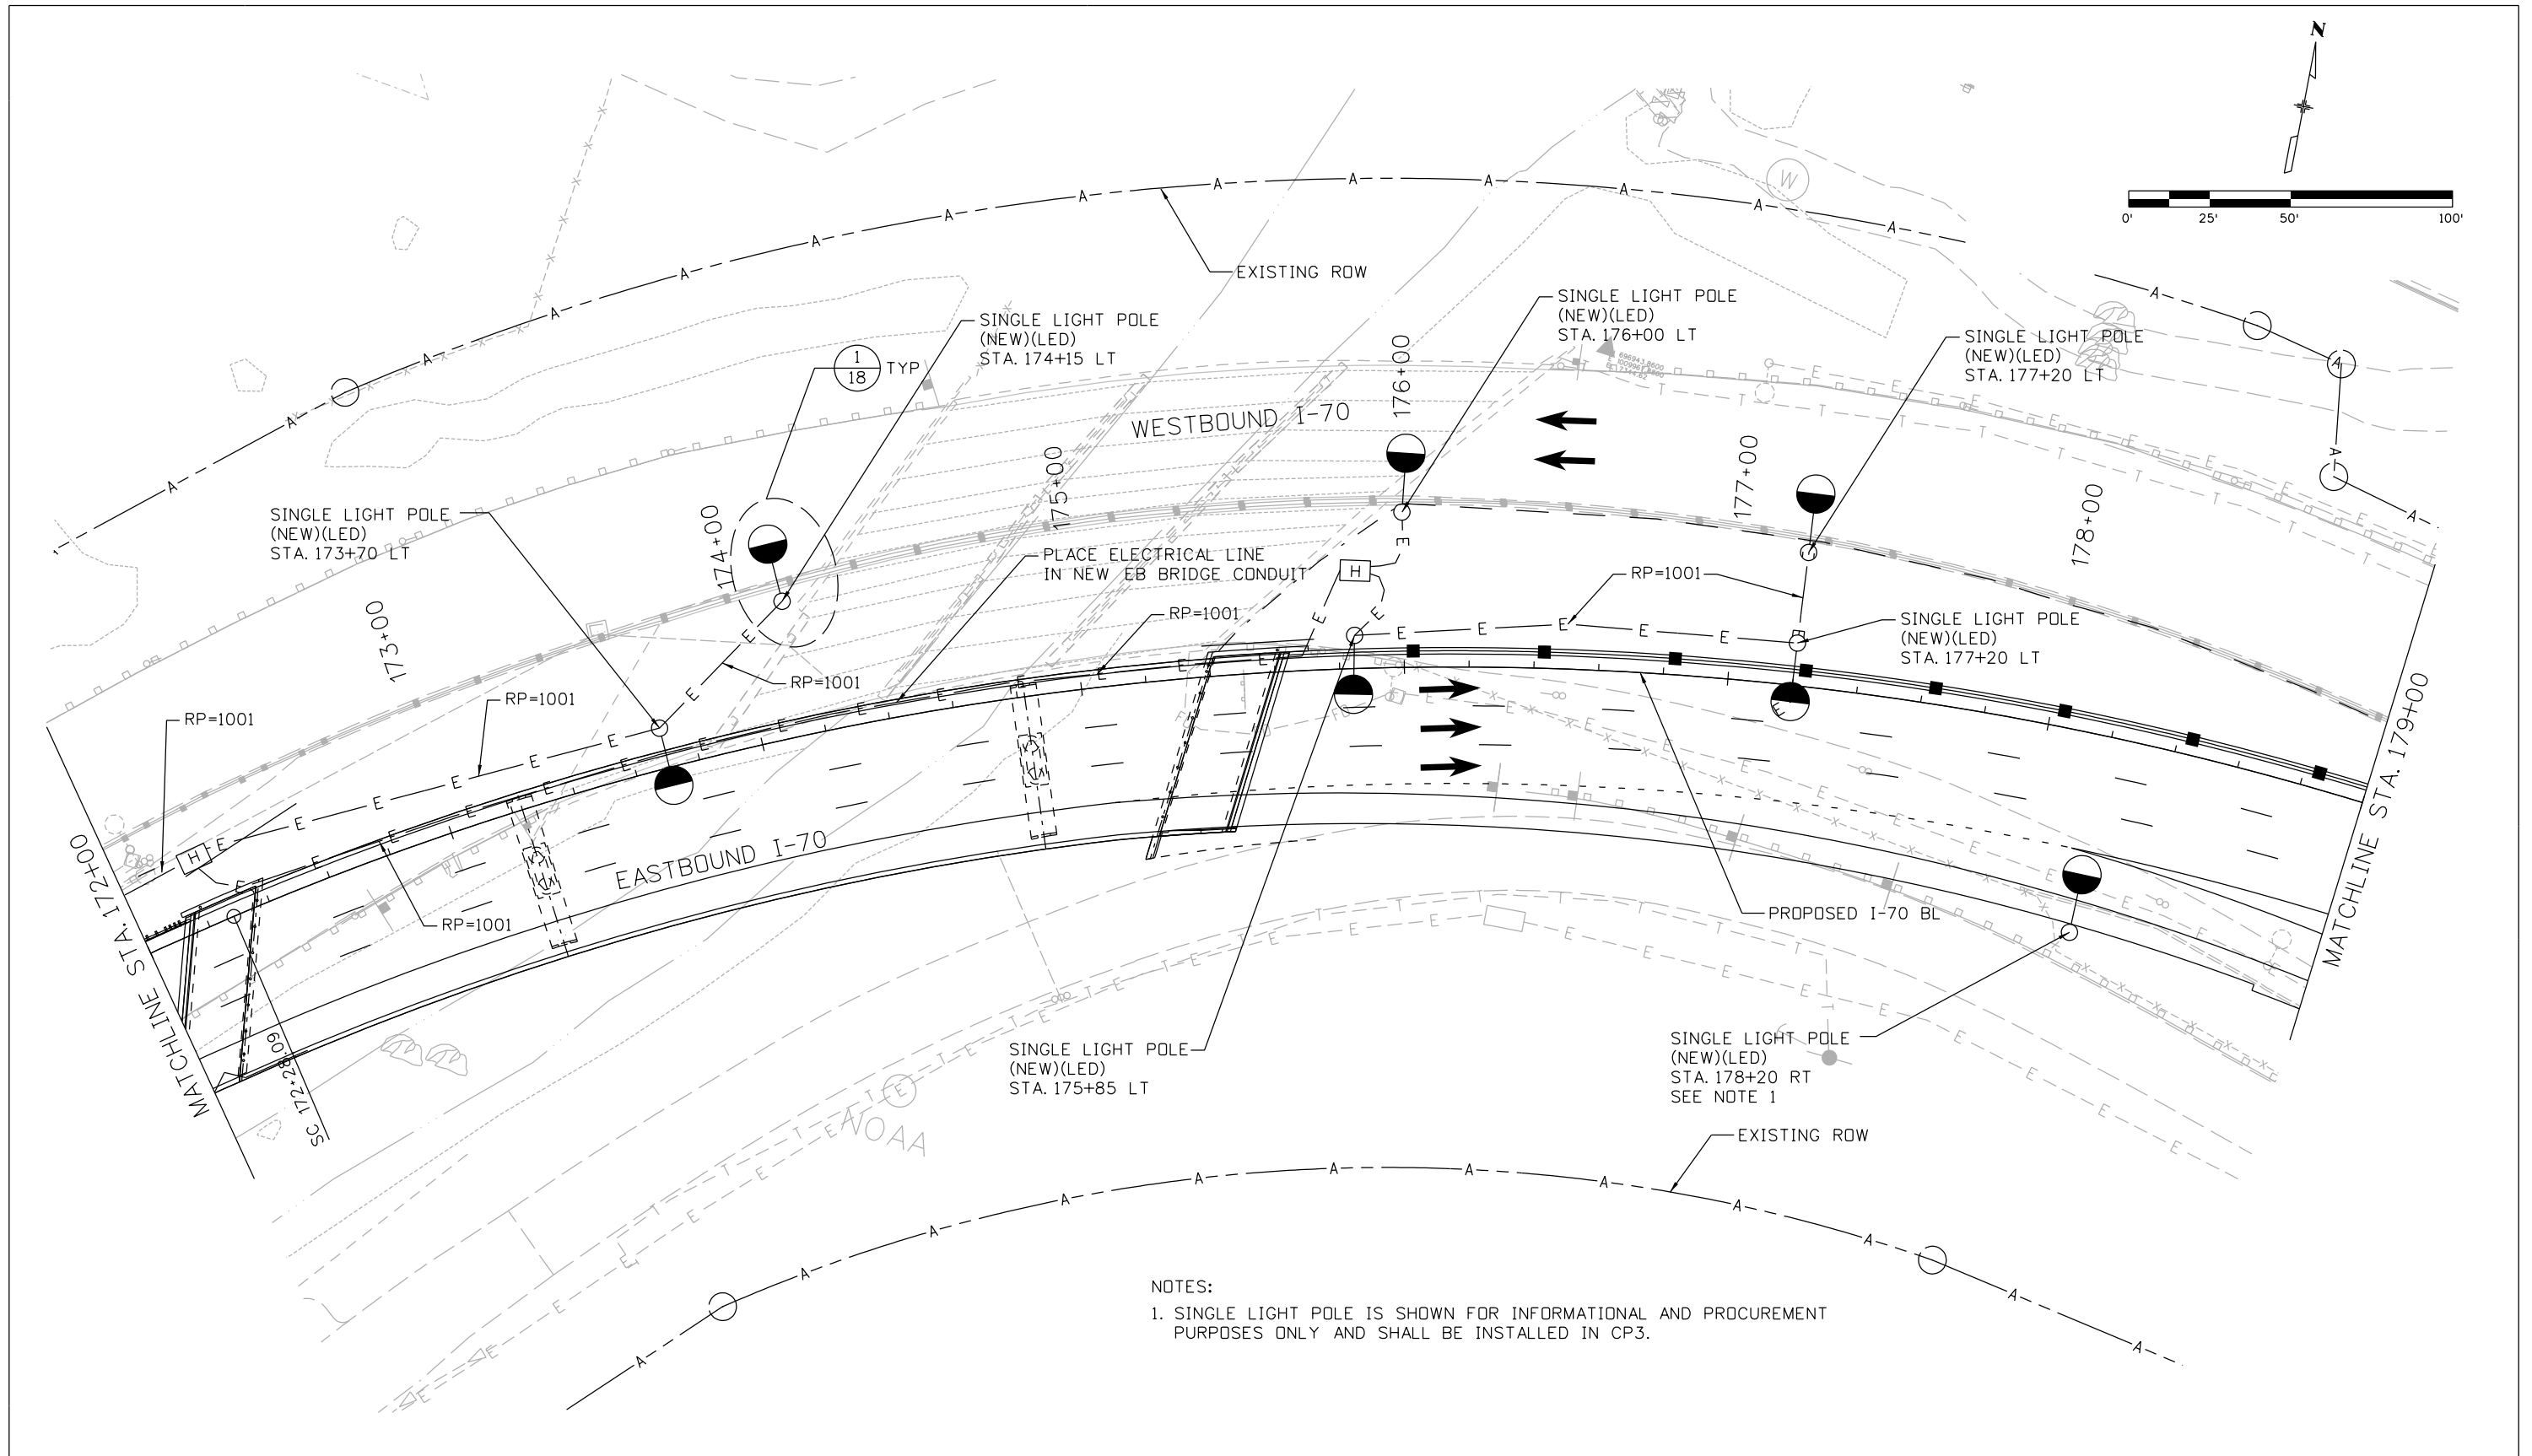 N
0' 25' 50' 100'
W
EXISTING ROW
SINGLE LIGHT POLE
(NEW)(LED)
STA. 176+00 LT
SINGLE LIGHT POLE
(NEW)(LED)
STA. 174+15 LT
SINGLE LIGHT POLE
(NEW)(LED)
STA. 177+20 LT
1
18
TYP
176+00
WESTBOUND I-70
177+00
175+00
178+00
174+00
173+00
SINGLE LIGHT POLE
(NEW)(LED)
STA. 173+70 LT
PLACE ELECTRICAL LINE
IN NEW EB BRIDGE CONDUIT
H
RP=1001
RP=1001
SINGLE LIGHT POLE
(NEW)(LED)
STA. 177+20 LT
RP=1001
RP=1001
RP=1001
H
EASTBOUND I-70
RP=1001
PROPOSED I-70 BL
MATCHLINE STA. 172+00
MATCHLINE STA. 179+00
SC 172+28.09
SINGLE LIGHT POLE
(NEW)(LED)
STA. 175+85 LT
SINGLE LIGHT POLE
(NEW)(LED)
STA. 178+20 RT
SEE NOTE 1
E
NOAA
EXISTING ROW
NOTES:
1. SINGLE LIGHT POLE IS SHOWN FOR INFORMATIONAL AND PROCUREMENT
PURPOSES ONLY AND SHALL BE INSTALLED IN CP3.